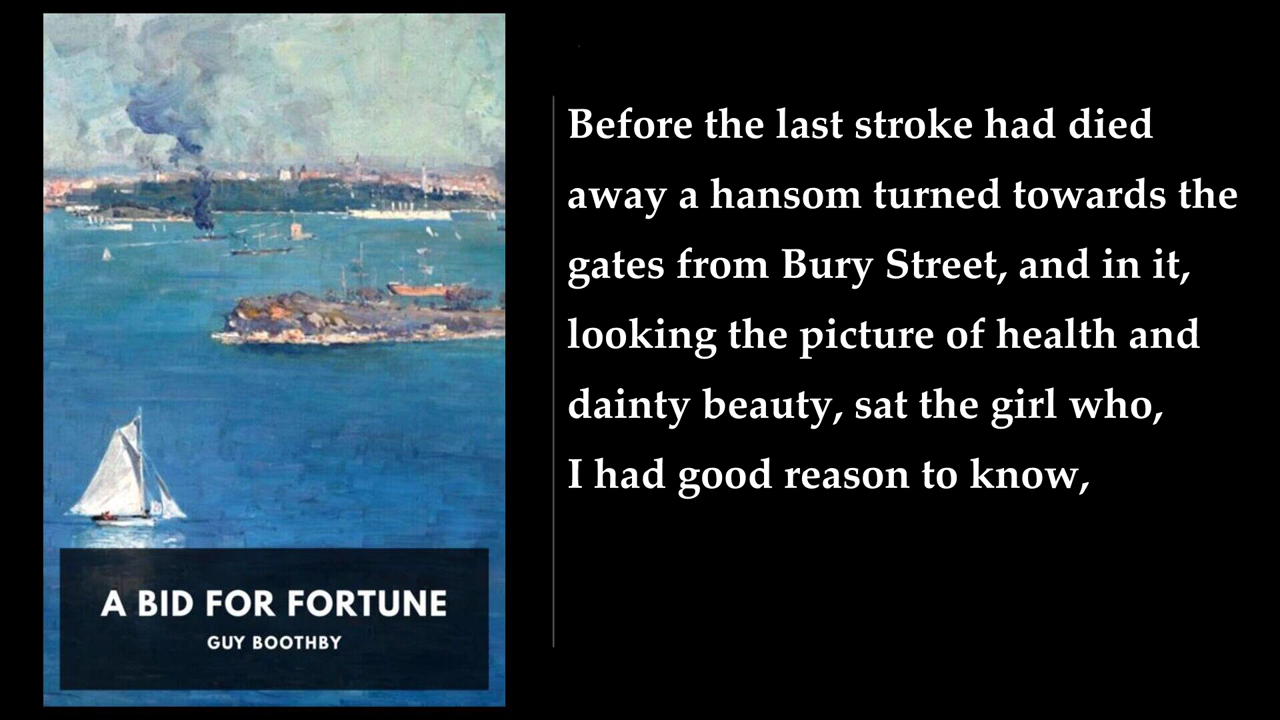 A BID FOR FORTUNE
GUY BOOTHBY
Before the last stroke had died
away a hansom turned towards the
gates from Bury Street, and in it,
looking the picture of health and
dainty beauty, sat the girl who,
I had good reason to know,